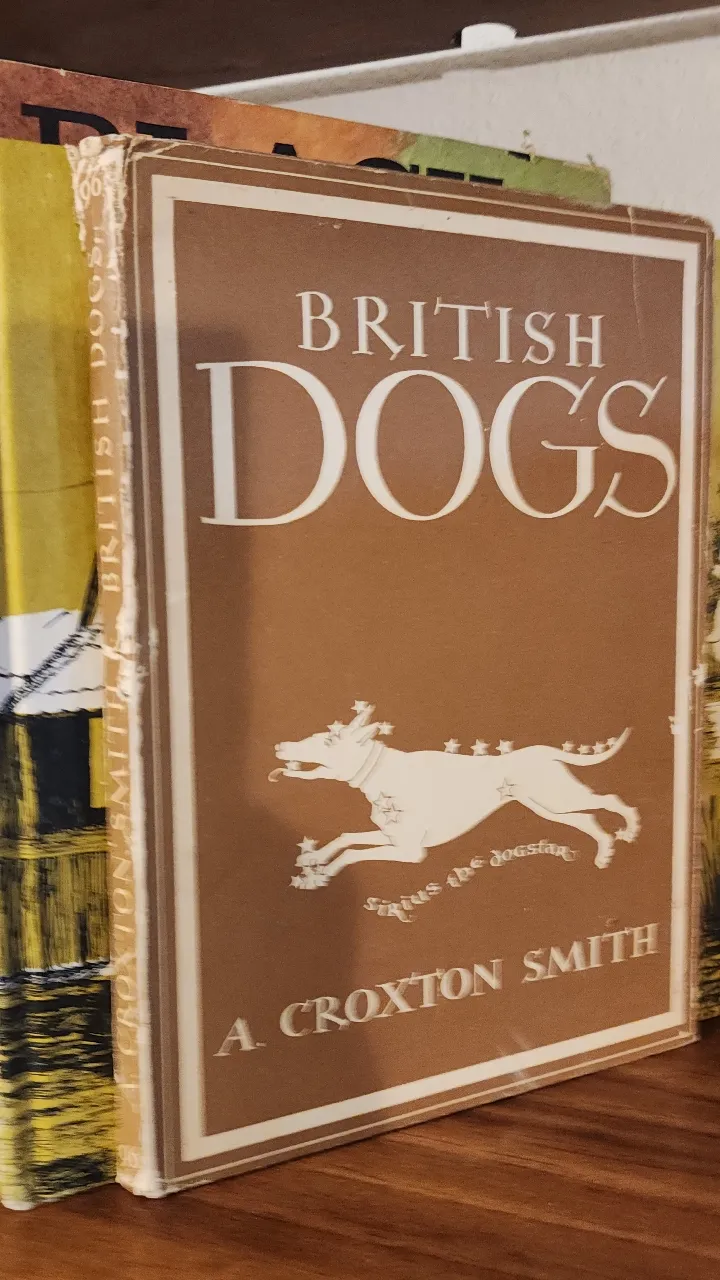 BRITISH
DOGS
sirius the dogstar
A. CROXTON SMITH
BRITISH DOGS
A. CROXTON SMITH